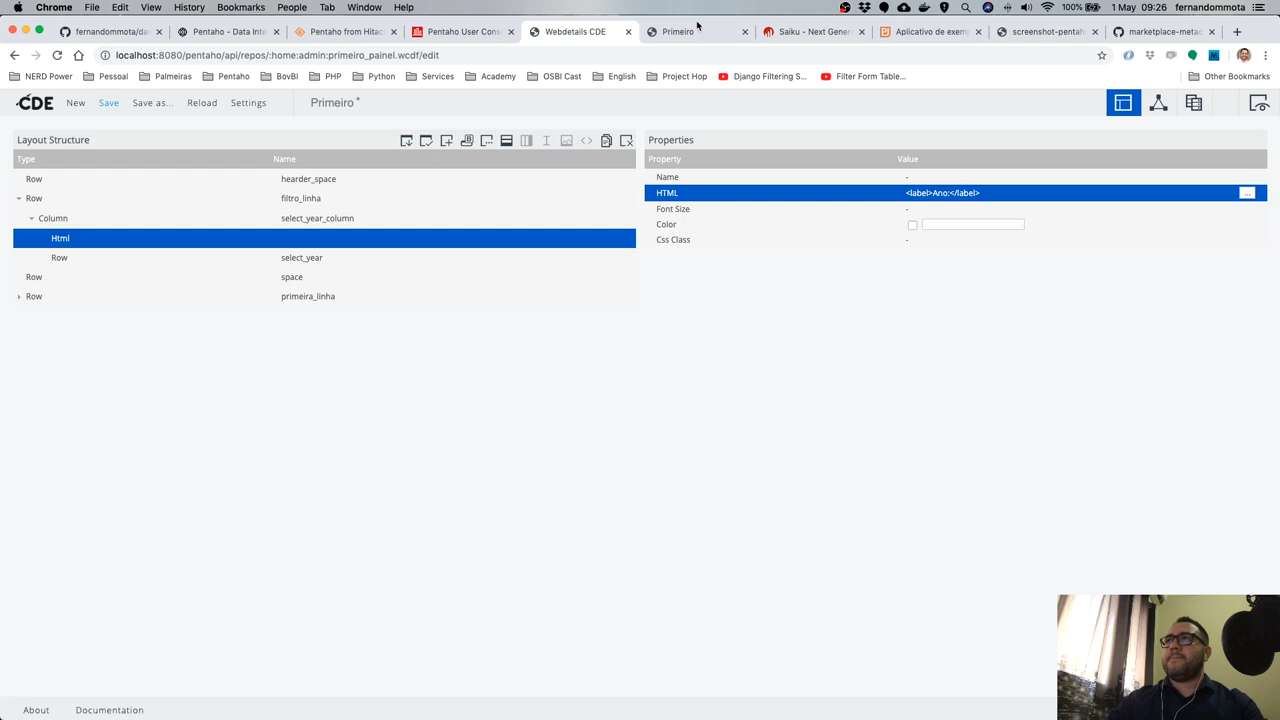 Chrome File Edit View History Bookmarks People Tab Window Help 100% 1 May 09:26 fernandommota
fernandommota/da Pentaho - Data Inte Pentaho from Hitac Pentaho User Cons Webdetails CDE Primeiro Saiku - Next Gener Aplicativo de exem screenshot-pentah marketplace-metad
localhost:8080/pentaho/api/repos/:home:admin:primeiro_painel.wcdf/edit
NERD Power Pessoal Palmeiras Pentaho BovBI PHP Python Services Academy OSBI Cast English Project Hop Django Filtering S... Filter Form Table... Other Bookmarks
CDE New Save Save as... Reload Settings Primeiro *
Layout Structure Properties
Type Name Property Value
Row hearder_space Name -
Row filtro_linha HTML <label>Ano:</label> ...
Column select_year_column Font Size -
Html Color
Row select_year Css Class -
Row space
Row primeira_linha
About Documentation